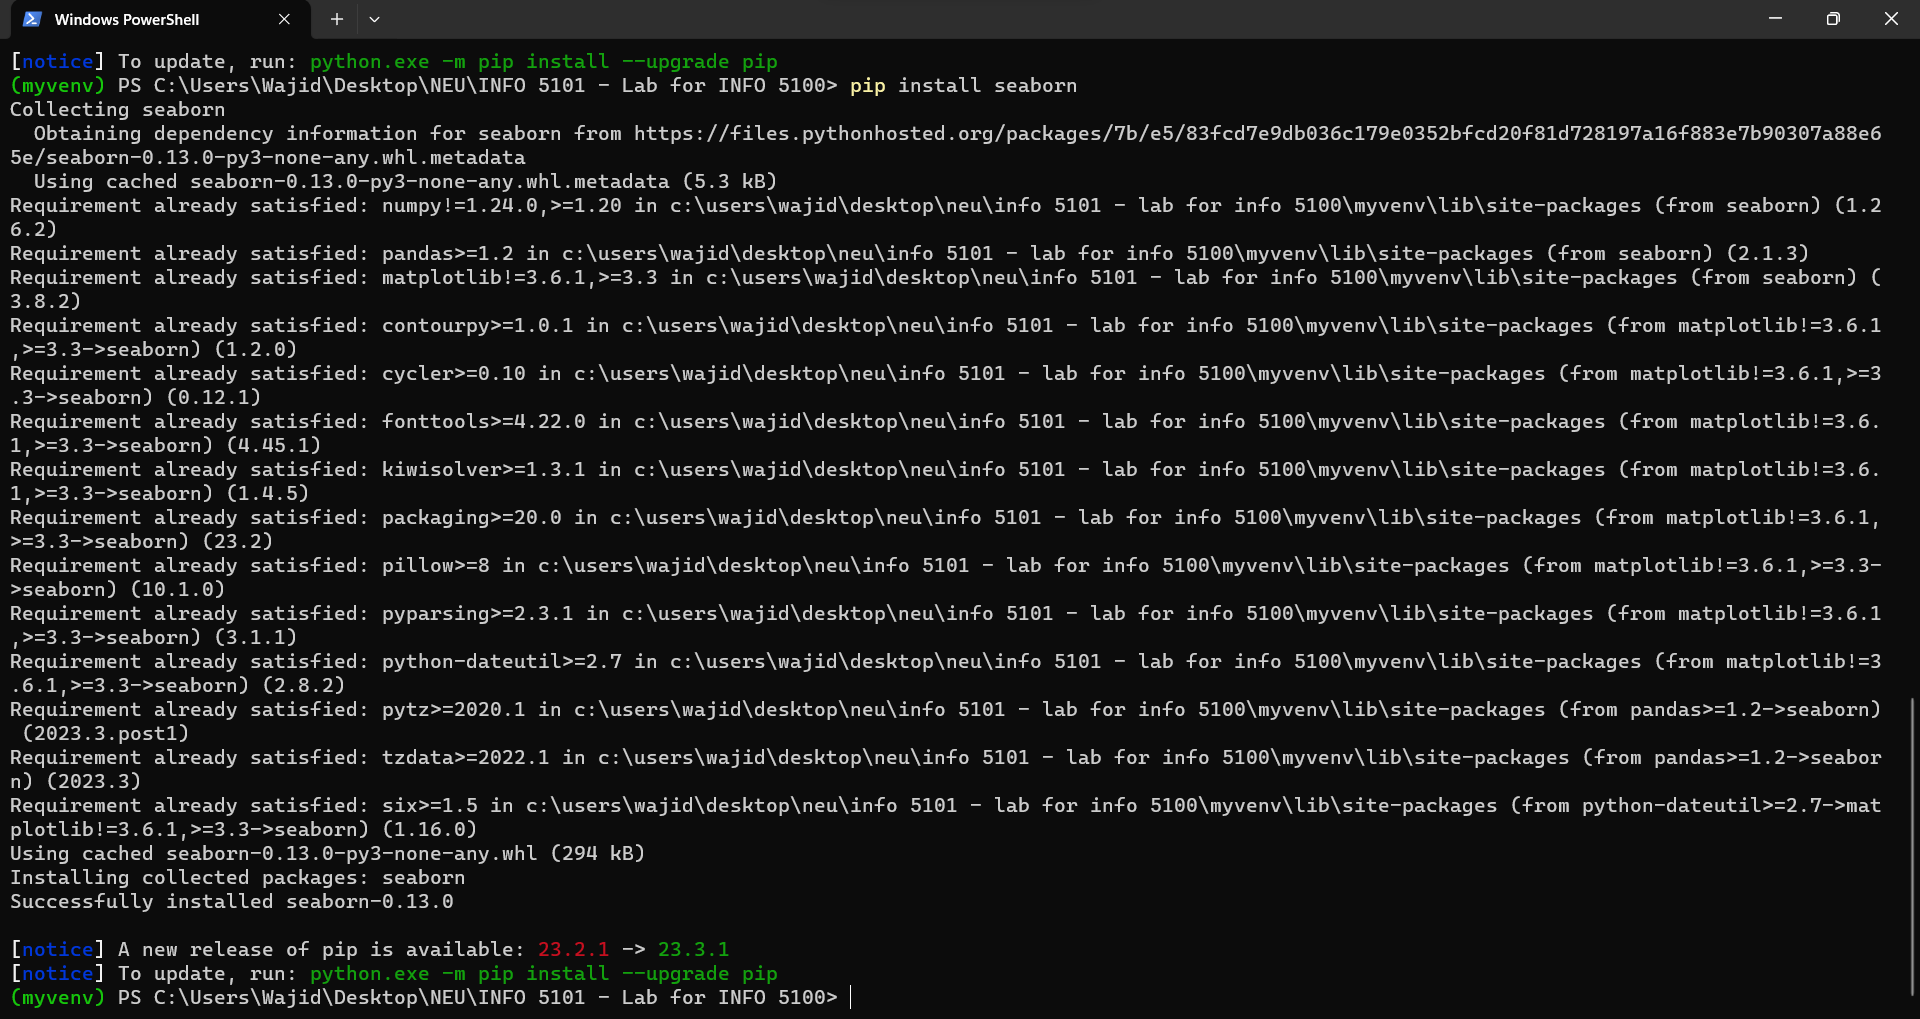 Windows PowerShell
[notice] To update, run: python.exe -m pip install --upgrade pip
(myvenv) PS C:\Users\Wajid\Desktop\NEU\INFO 5101 - Lab for INFO 5100> pip install seaborn
Collecting seaborn
  Obtaining dependency information for seaborn from https://files.pythonhosted.org/packages/7b/e5/83fcd7e9db036c179e0352bfcd20f81d728197a16f883e7b90307a88e6
5e/seaborn-0.13.0-py3-none-any.whl.metadata
  Using cached seaborn-0.13.0-py3-none-any.whl.metadata (5.3 kB)
Requirement already satisfied: numpy!=1.24.0,>=1.20 in c:\users\wajid\desktop\neu\info 5101 - lab for info 5100\myvenv\lib\site-packages (from seaborn) (1.2
6.2)
Requirement already satisfied: pandas>=1.2 in c:\users\wajid\desktop\neu\info 5101 - lab for info 5100\myvenv\lib\site-packages (from seaborn) (2.1.3)
Requirement already satisfied: matplotlib!=3.6.1,>=3.3 in c:\users\wajid\desktop\neu\info 5101 - lab for info 5100\myvenv\lib\site-packages (from seaborn) (
3.8.2)
Requirement already satisfied: contourpy>=1.0.1 in c:\users\wajid\desktop\neu\info 5101 - lab for info 5100\myvenv\lib\site-packages (from matplotlib!=3.6.1
,>=3.3->seaborn) (1.2.0)
Requirement already satisfied: cycler>=0.10 in c:\users\wajid\desktop\neu\info 5101 - lab for info 5100\myvenv\lib\site-packages (from matplotlib!=3.6.1,>=3
.3->seaborn) (0.12.1)
Requirement already satisfied: fonttools>=4.22.0 in c:\users\wajid\desktop\neu\info 5101 - lab for info 5100\myvenv\lib\site-packages (from matplotlib!=3.6.
1,>=3.3->seaborn) (4.45.1)
Requirement already satisfied: kiwisolver>=1.3.1 in c:\users\wajid\desktop\neu\info 5101 - lab for info 5100\myvenv\lib\site-packages (from matplotlib!=3.6.
1,>=3.3->seaborn) (1.4.5)
Requirement already satisfied: packaging>=20.0 in c:\users\wajid\desktop\neu\info 5101 - lab for info 5100\myvenv\lib\site-packages (from matplotlib!=3.6.1,
>=3.3->seaborn) (23.2)
Requirement already satisfied: pillow>=8 in c:\users\wajid\desktop\neu\info 5101 - lab for info 5100\myvenv\lib\site-packages (from matplotlib!=3.6.1,>=3.3-
>seaborn) (10.1.0)
Requirement already satisfied: pyparsing>=2.3.1 in c:\users\wajid\desktop\neu\info 5101 - lab for info 5100\myvenv\lib\site-packages (from matplotlib!=3.6.1
,>=3.3->seaborn) (3.1.1)
Requirement already satisfied: python-dateutil>=2.7 in c:\users\wajid\desktop\neu\info 5101 - lab for info 5100\myvenv\lib\site-packages (from matplotlib!=3
.6.1,>=3.3->seaborn) (2.8.2)
Requirement already satisfied: pytz>=2020.1 in c:\users\wajid\desktop\neu\info 5101 - lab for info 5100\myvenv\lib\site-packages (from pandas>=1.2->seaborn)
 (2023.3.post1)
Requirement already satisfied: tzdata>=2022.1 in c:\users\wajid\desktop\neu\info 5101 - lab for info 5100\myvenv\lib\site-packages (from pandas>=1.2->seabor
n) (2023.3)
Requirement already satisfied: six>=1.5 in c:\users\wajid\desktop\neu\info 5101 - lab for info 5100\myvenv\lib\site-packages (from python-dateutil>=2.7->mat
plotlib!=3.6.1,>=3.3->seaborn) (1.16.0)
Using cached seaborn-0.13.0-py3-none-any.whl (294 kB)
Installing collected packages: seaborn
Successfully installed seaborn-0.13.0
[notice] A new release of pip is available: 23.2.1 -> 23.3.1
[notice] To update, run: python.exe -m pip install --upgrade pip
(myvenv) PS C:\Users\Wajid\Desktop\NEU\INFO 5101 - Lab for INFO 5100>